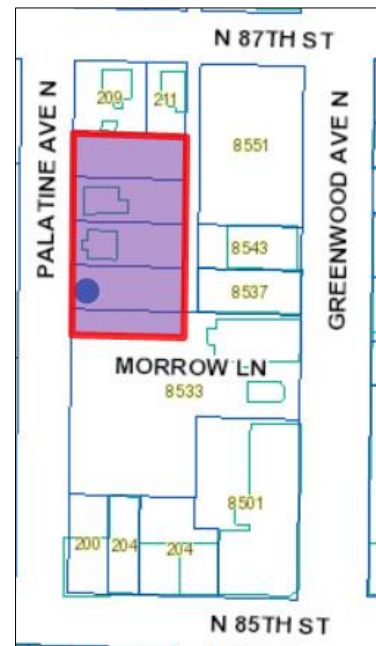 N 87TH ST
209
211
8551
PALATINE AVE N
GREENWOOD AVE N
8543
8537
MORROW LN
8533
8501
200
204
204
N 85TH ST